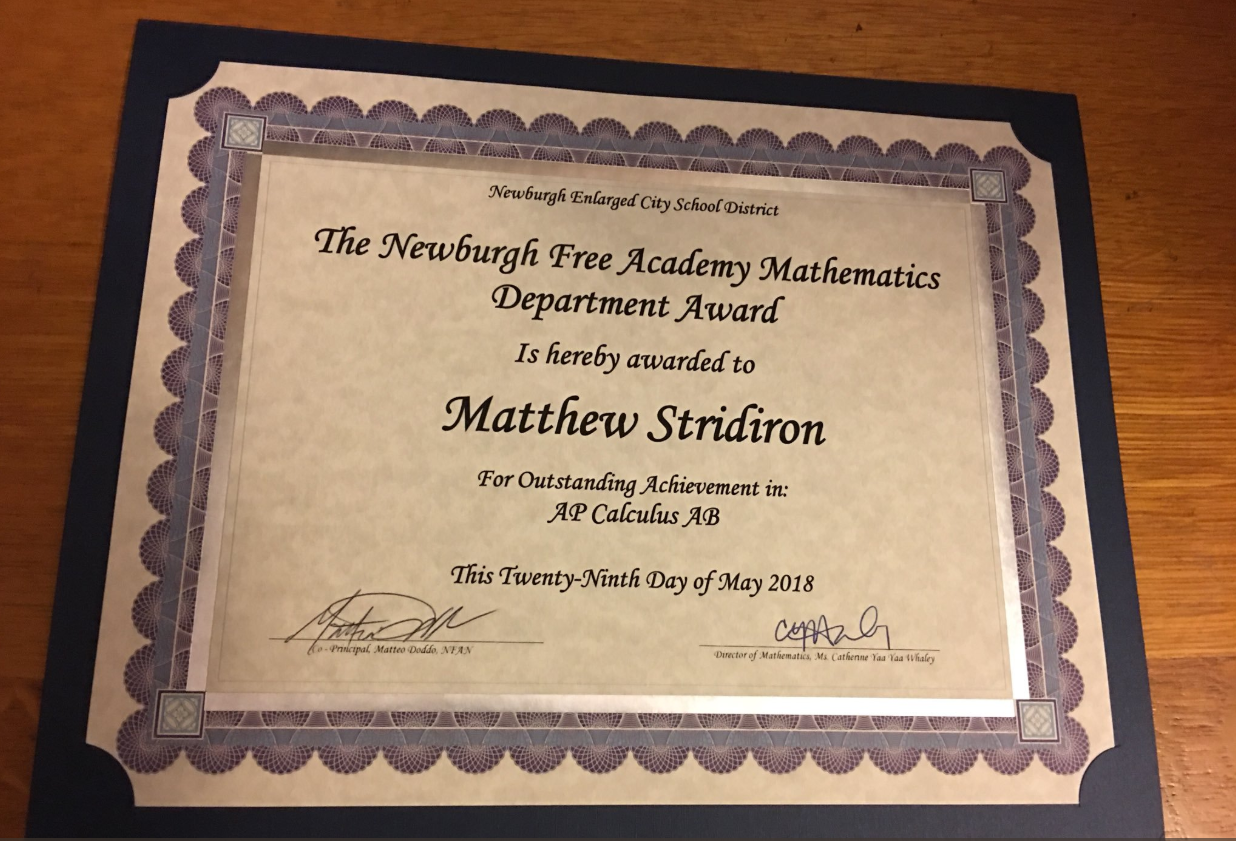 Newburgh Enlarged City School District
The Newburgh Free Academy Mathematics
Department Award
Is hereby awarded to
Matthew Stridiron
For Outstanding Achievement in:
AP Calculus AB
This Twenty-Ninth Day of May 2018
Co-Principal, Matteo Doddo, NFAN
Director of Mathematics, Ms. Catherine Yaa Yaa Whaley